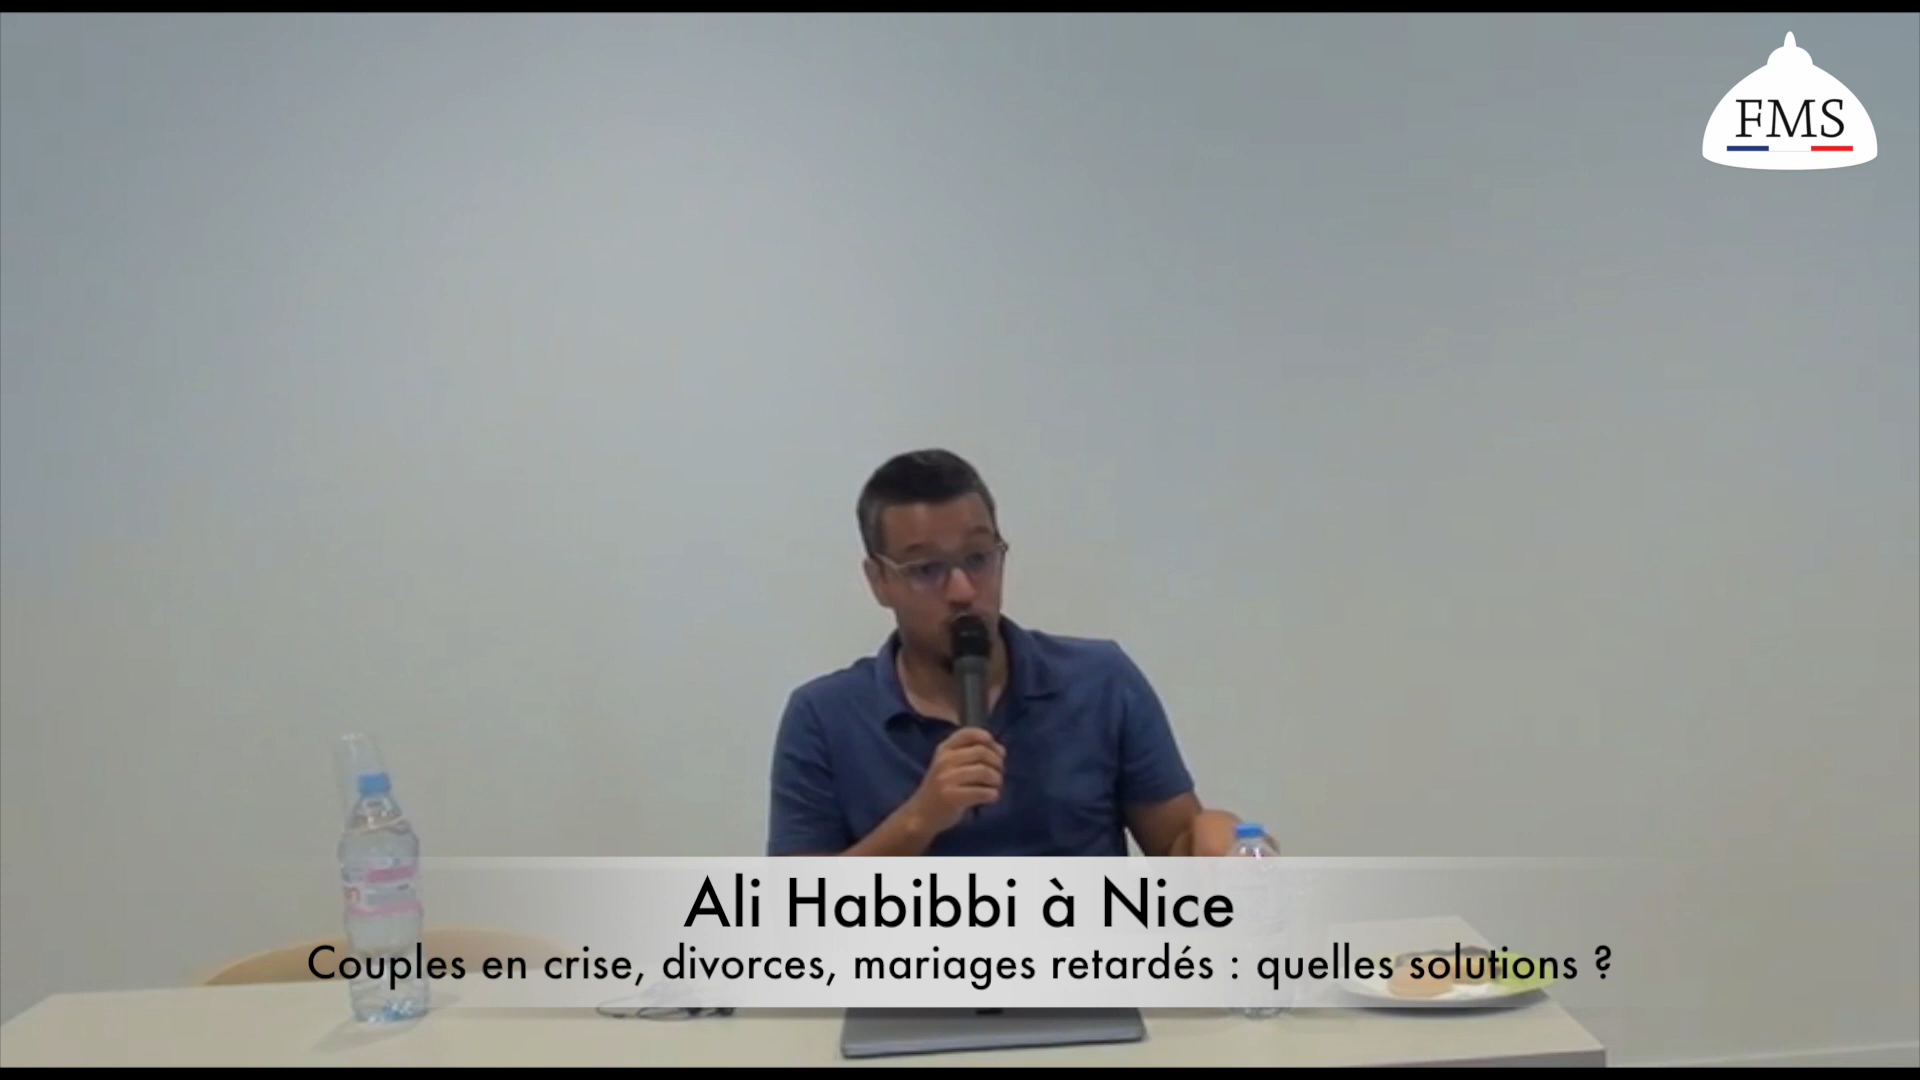 FMS
Ali Habibbi à Nice
Couples en crise, divorces, mariages retardés : quelles solutions ?